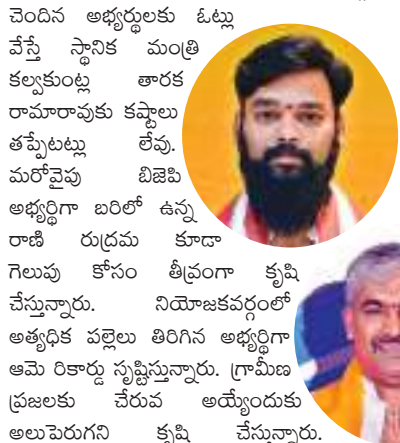 చెందిన అభ్యర్థులకు ఓట్లు
వేస్తే స్థానిక మంత్రి
కల్వకుంట్ల తారక
రామారావుకు కష్టాలు
తప్పేటట్లు లేవు.
మరోవైపు బిజెపి
అభ్యర్థిగా బరిలో ఉన్న
రాణి రుద్రమ కూడా
గెలుపు కోసం తీవ్రంగా కృషి
చేస్తున్నారు. నియోజకవర్గంలో
అత్యధిక పల్లెలు తిరిగిన అభ్యర్థిగా
ఆమె రికార్డు సృష్టిస్తున్నారు. గ్రామీణ
ప్రజలకు చేరువ అయ్యేందుకు
అలుపెరుగని కృషి చేస్తున్నారు.